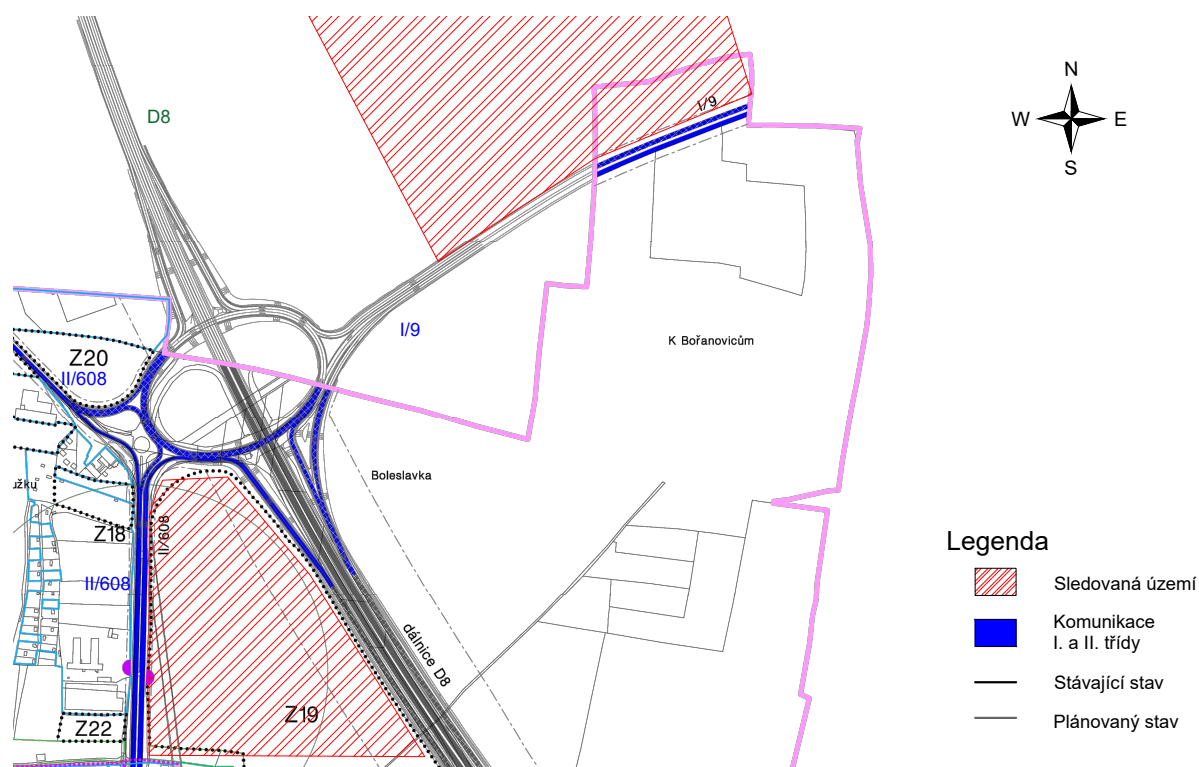 N
W
E
S
D8
I/9
I/9
K Bořanovicům
Z20
II/608
Boleslavka
užku
Z18
II/608
II/608
dálnice D8
Z19
Z22
Legenda
Sledovaná území
Komunikace
I. a II. třídy
Stávající stav
Plánovaný stav